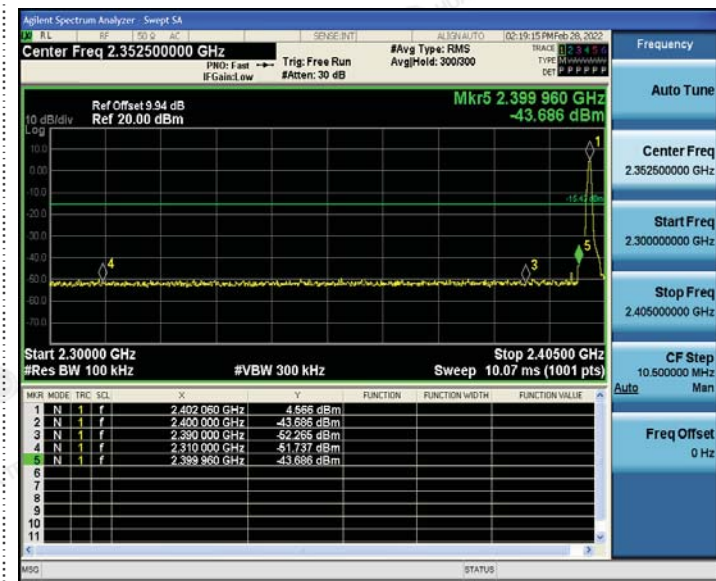 Agilent Spectrum Analyzer - Swept SA
RL RF 50 Ω AC SENSE:INT ALIGN AUTO 02:19:15 PM Feb 28, 2022
Center Freq 2.352500000 GHz
PNO: Fast
IFGain:Low
Trig: Free Run
#Atten: 30 dB
#Avg Type: RMS
Avg|Hold: 300/300
TRACE 1 2 3 4 5 6
TYPE M WWWWW
DET P P P P P P
Ref Offset 9.94 dB
10 dB/div Ref 20.00 dBm
Log
Mkr5 2.399 960 GHz
-43.686 dBm
10.0
0.00
-10.0
-20.0
-30.0
-40.0
-50.0
-60.0
-70.0
1
5
3
4
Start 2.30000 GHz Stop 2.40500 GHz
#Res BW 100 kHz #VBW 300 kHz Sweep 10.07 ms (1001 pts)
MKR MODE TRC SCL X Y FUNCTION FUNCTION WIDTH FUNCTION VALUE
1 N 1 f 2.402 060 GHz 4.566 dBm
2 N 1 f 2.400 000 GHz -43.686 dBm
3 N 1 f 2.390 000 GHz -52.265 dBm
4 N 1 f 2.310 000 GHz -51.737 dBm
5 N 1 f 2.399 960 GHz -43.686 dBm
6
7
8
9
10
11
MSG STATUS
Frequency
Auto Tune
Center Freq
2.352500000 GHz
Start Freq
2.300000000 GHz
Stop Freq
2.405000000 GHz
CF Step
10.500000 MHz
Auto Man
Freq Offset
0 Hz